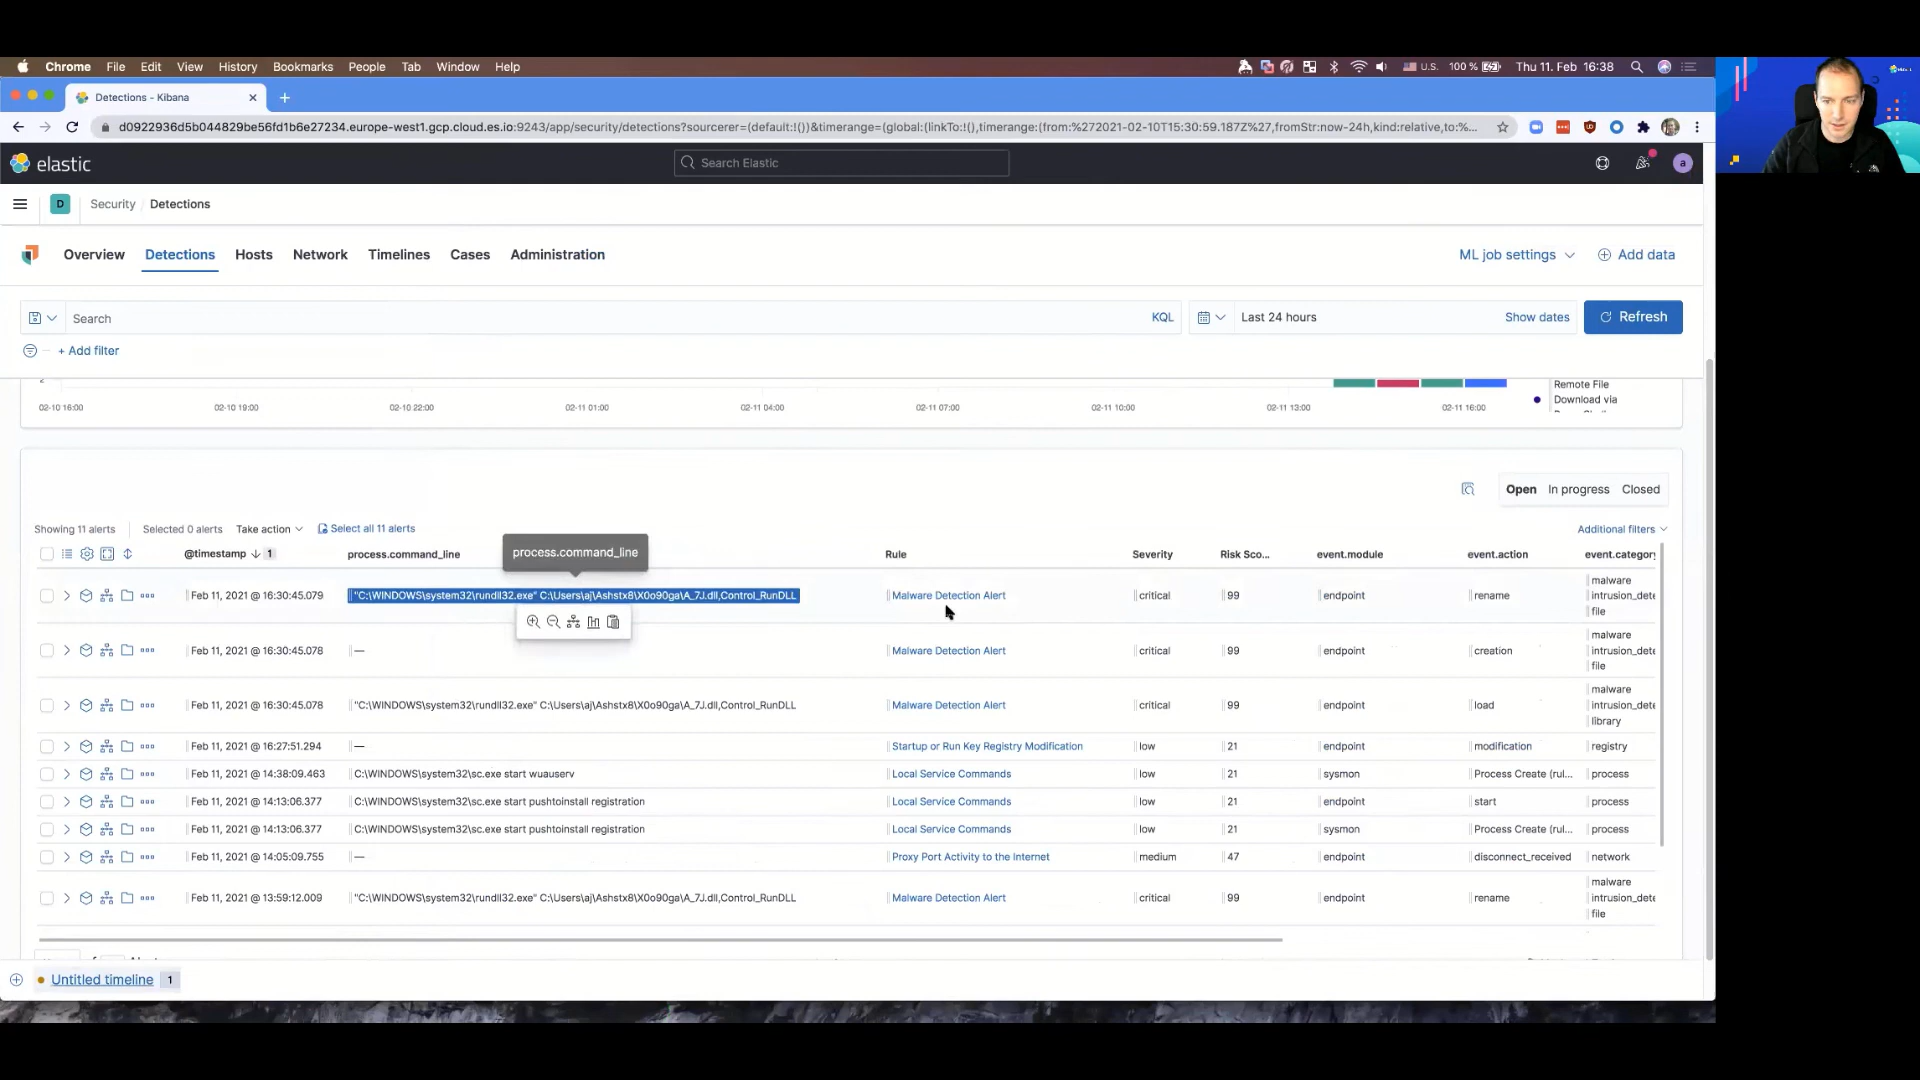 Chrome File Edit View History Bookmarks People Tab Window Help U.S. 100 % Thu 11. Feb 16:38
Detections - Kibana
d0922936d5b044829be56fd1b6e27234.europe-west1.gcp.cloud.es.io:9243/app/security/detections?sourcerer=(default:!())&timerange=(global:(linkTo:!(),timerange:(from:%272021-02-10T15:30:59.187Z%27,fromStr:now-24h,kind:relative,to:%...
elastic Search Elastic a
D Security / Detections
Overview Detections Hosts Network Timelines Cases Administration ML job settings Add data
Search KQL Last 24 hours Show dates Refresh
+ Add filter
Remote File
Download via
02-10 16:00 02-10 19:00 02-10 22:00 02-11 01:00 02-11 04:00 02-11 07:00 02-11 10:00 02-11 13:00 02-11 16:00
Open In progress Closed
Showing 11 alerts Selected 0 alerts Take action Select all 11 alerts Additional filters
process.command_line
@timestamp 1 process.command_line Rule Severity Risk Sco... event.module event.action event.category
Feb 11, 2021 @ 16:30:45.079 "C:\WINDOWS\system32\rundll32.exe" C:\Users\aj\Ashstx8\X0o90ga\A_7J.dll,Control_RunDLL Malware Detection Alert critical 99 endpoint rename malware intrusion_dete file
Feb 11, 2021 @ 16:30:45.078 — Malware Detection Alert critical 99 endpoint creation malware intrusion_dete file
Feb 11, 2021 @ 16:30:45.078 "C:\WINDOWS\system32\rundll32.exe" C:\Users\aj\Ashstx8\X0o90ga\A_7J.dll,Control_RunDLL Malware Detection Alert critical 99 endpoint load malware intrusion_dete library
Feb 11, 2021 @ 16:27:51.294 — Startup or Run Key Registry Modification low 21 endpoint modification registry
Feb 11, 2021 @ 14:38:09.463 C:\WINDOWS\system32\sc.exe start wuauserv Local Service Commands low 21 sysmon Process Create (rul... process
Feb 11, 2021 @ 14:13:06.377 C:\WINDOWS\system32\sc.exe start pushtoinstall registration Local Service Commands low 21 endpoint start process
Feb 11, 2021 @ 14:13:06.377 C:\WINDOWS\system32\sc.exe start pushtoinstall registration Local Service Commands low 21 sysmon Process Create (rul... process
Feb 11, 2021 @ 14:05:09.755 — Proxy Port Activity to the Internet medium 47 endpoint disconnect_received network
Feb 11, 2021 @ 13:59:12.009 "C:\WINDOWS\system32\rundll32.exe" C:\Users\aj\Ashstx8\X0o90ga\A_7J.dll,Control_RunDLL Malware Detection Alert critical 99 endpoint rename malware intrusion_dete file
Untitled timeline 1